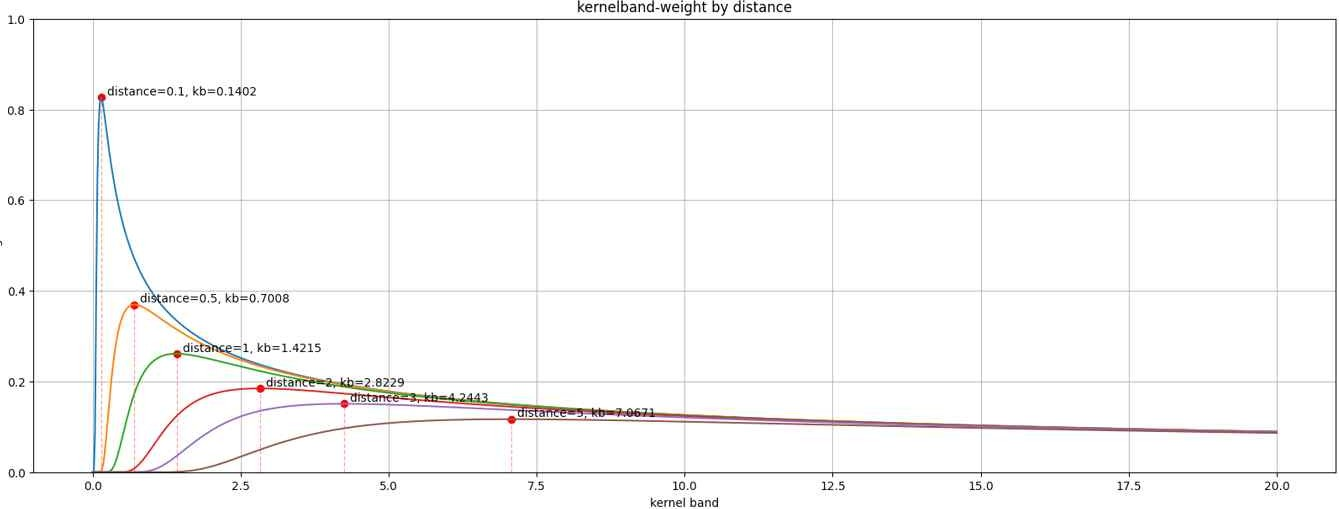 kernelband-weight by distance
1.0
0.8
0.6
0.4
0.2
0.0
distance=0.1, kb=0.1402
distance=0.5, kb=0.7008
distance=1, kb=1.4215
distance=2, kb=2.8229
distance=3, kb=4.2443
distance=5, kb=7.0671
0.0 2.5 5.0 7.5 10.0 12.5 15.0 17.5 20.0
kernel band